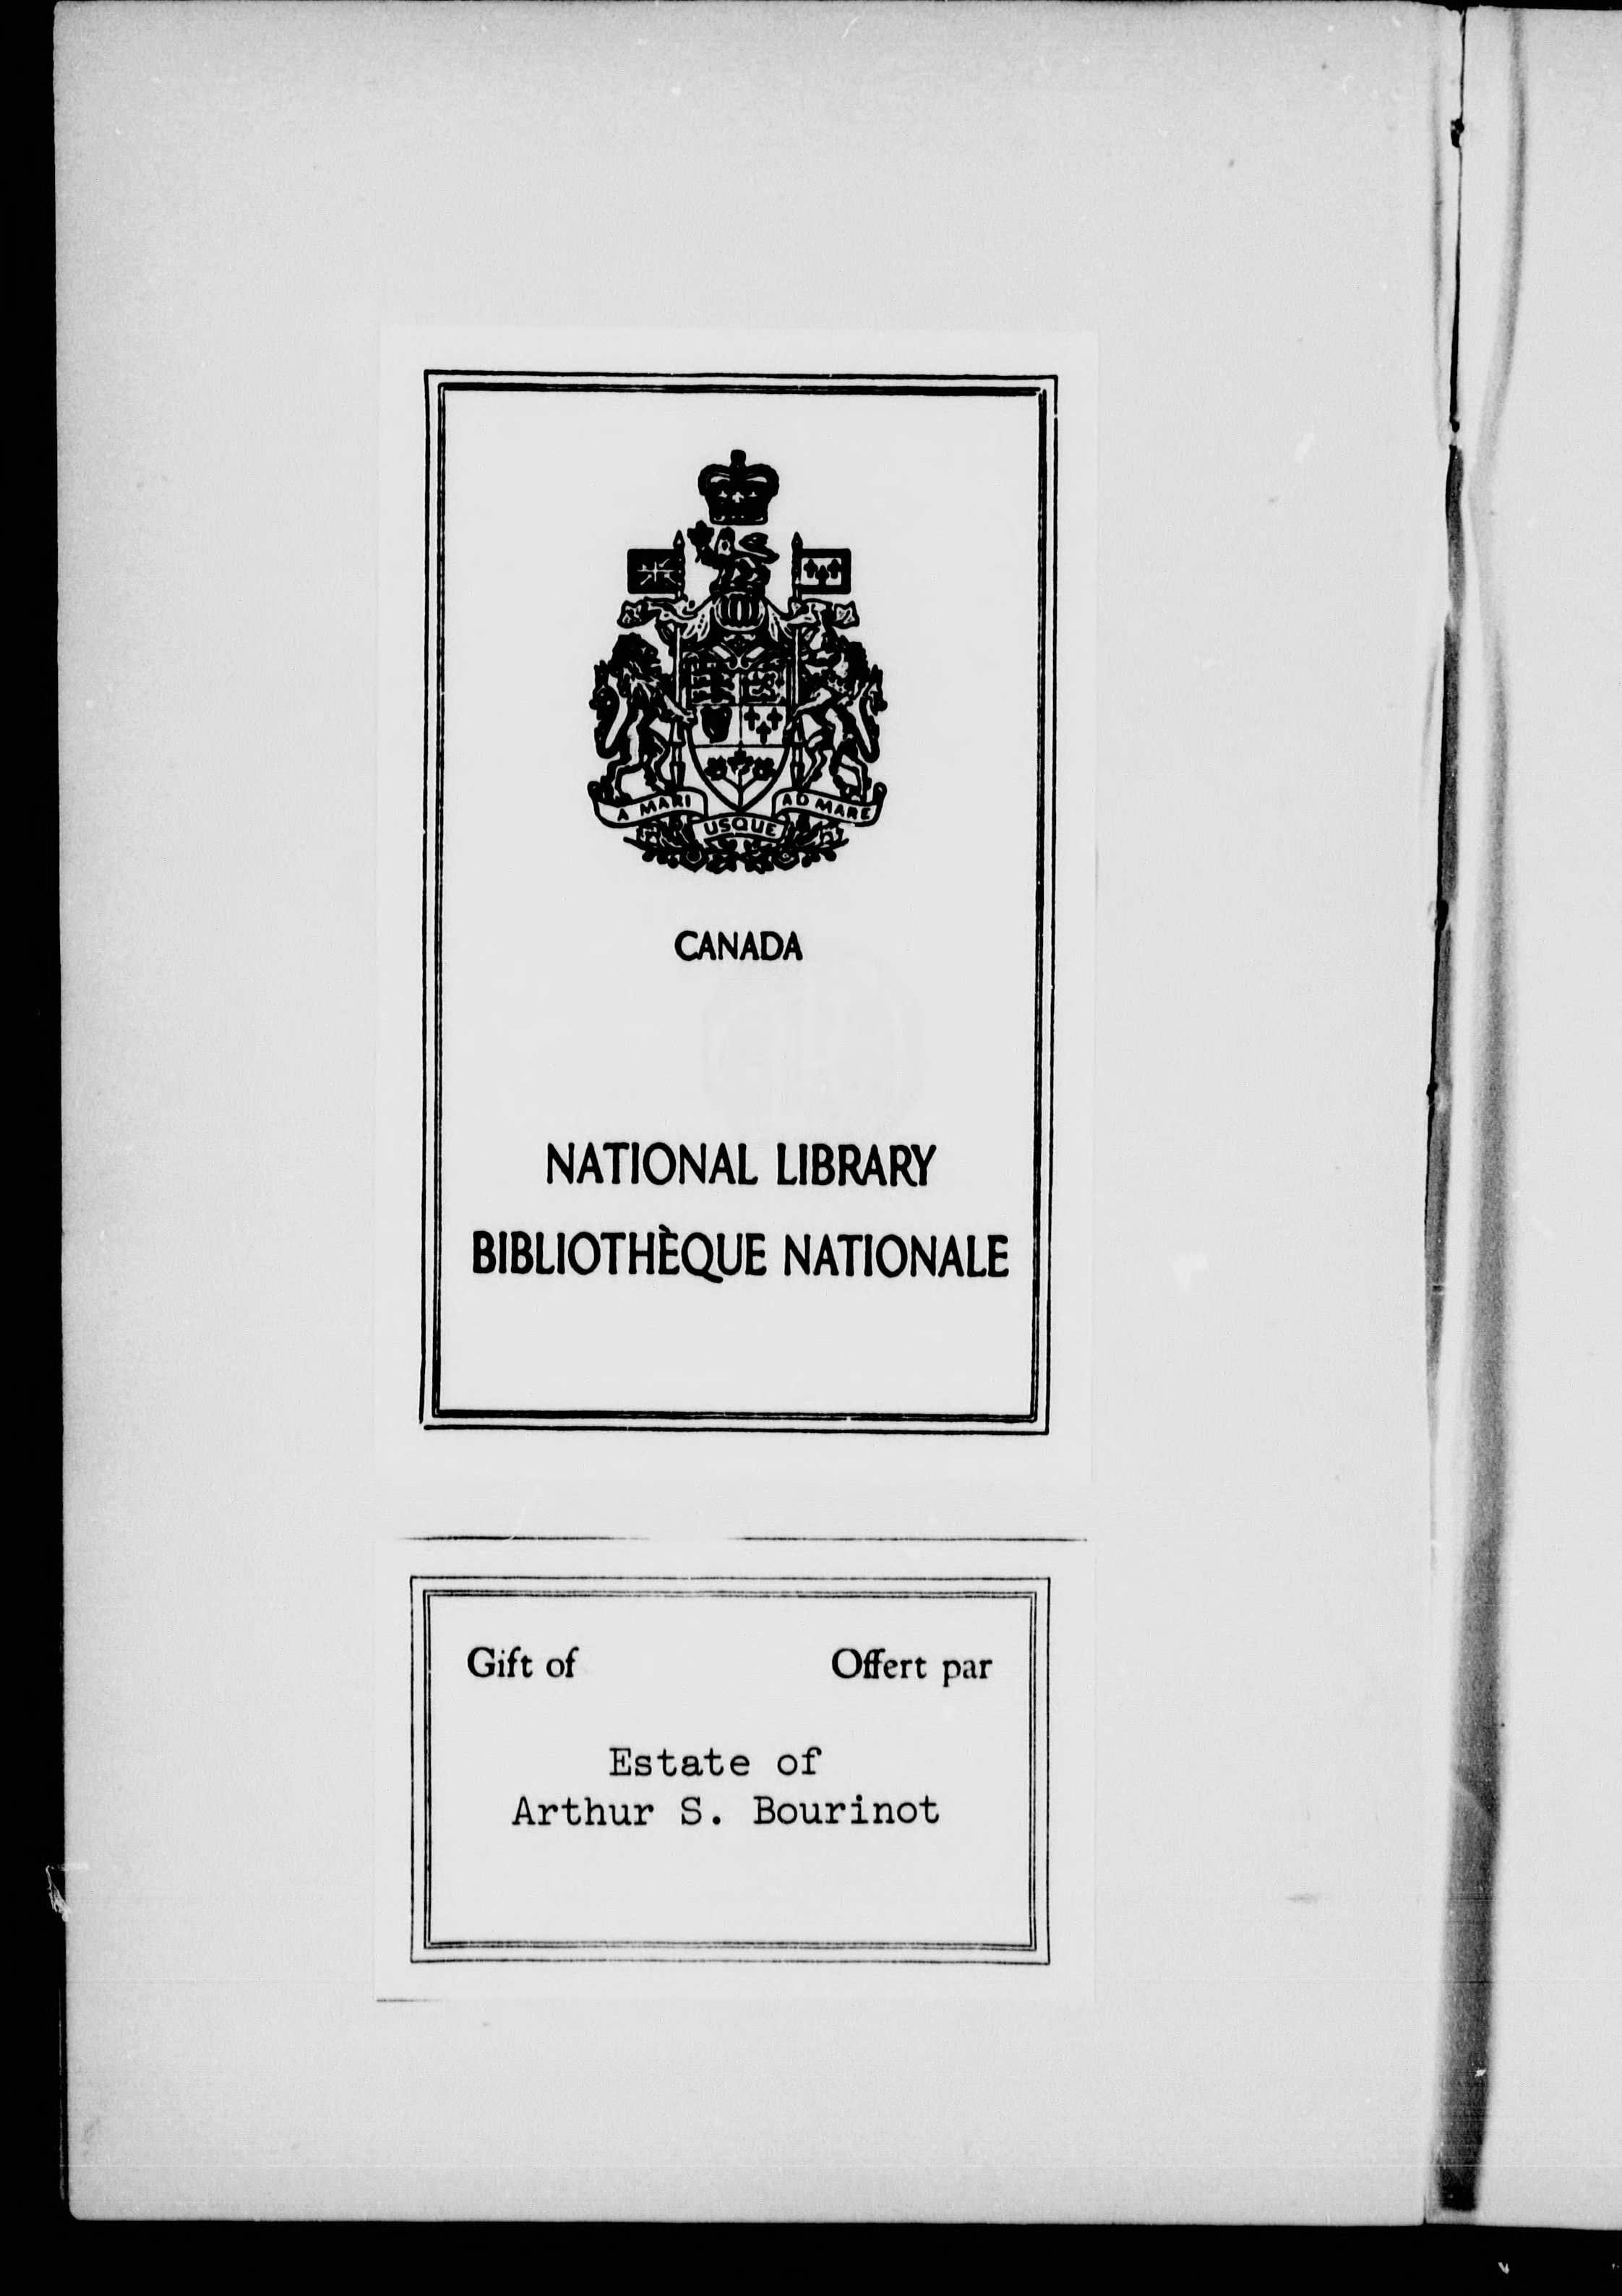 A MARI USQUE AD MARE
CANADA
NATIONAL LIBRARY
BIBLIOTHÈQUE NATIONALE
Gift of Offert par
Estate of
Arthur S. Bourinot